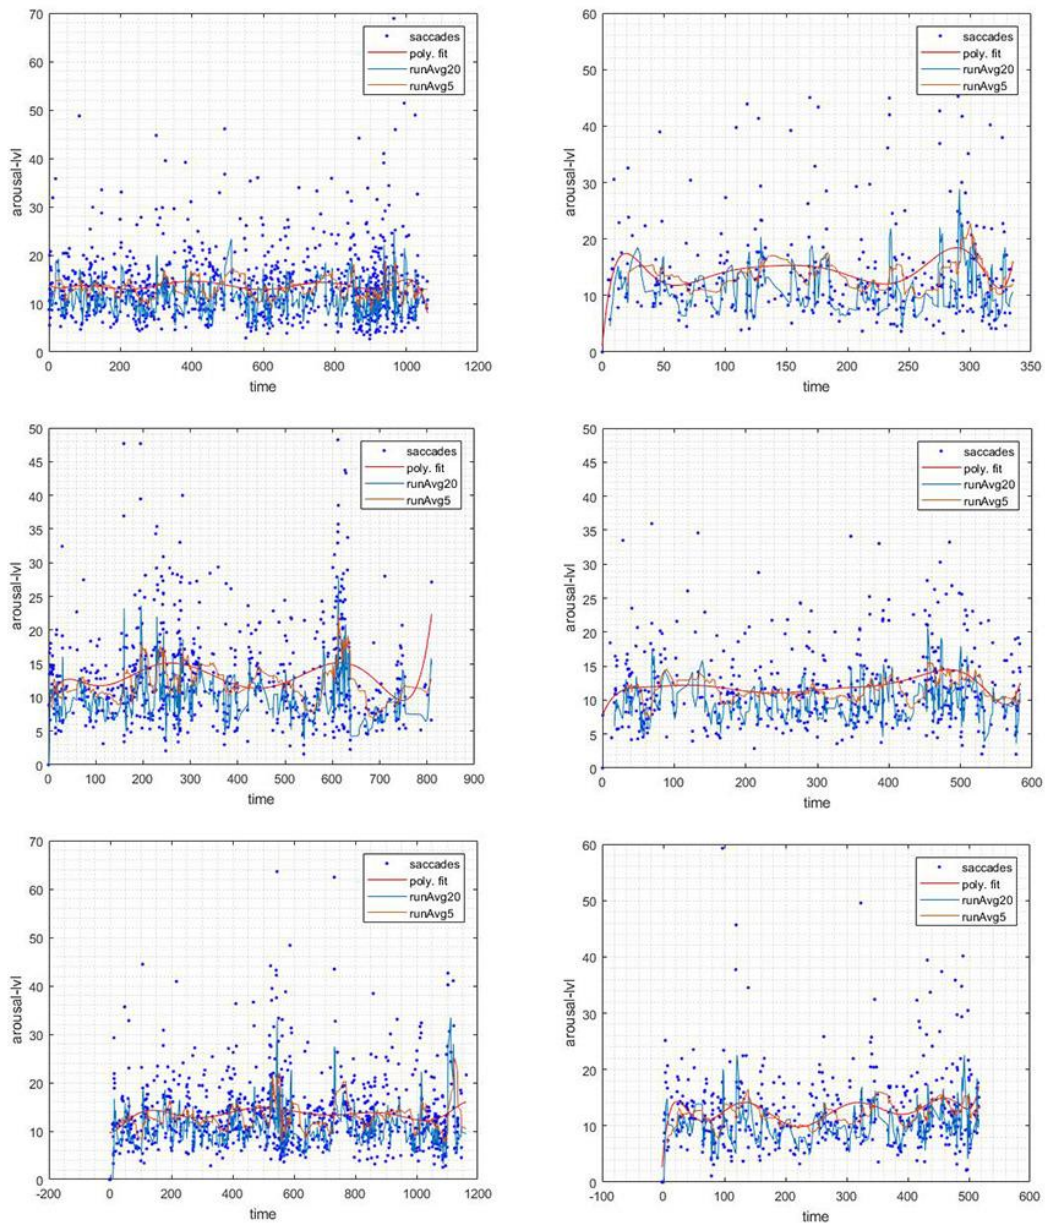 70
60
50
40
30
20
10
0
arousal-lvl
saccades
poly. fit
runAvg20
runAvg5
0 200 400 600 800 1000 1200
time
60
50
40
30
20
10
0
arousal-lvl
saccades
poly. fit
runAvg20
runAvg5
0 50 100 150 200 250 300 350
time
50
45
40
35
30
25
20
15
10
5
0
arousal-lvl
saccades
poly. fit
runAvg20
runAvg5
0 100 200 300 400 500 600 700 800 900
time
50
45
40
35
30
25
20
15
10
5
0
arousal-lvl
saccades
poly. fit
runAvg20
runAvg5
0 100 200 300 400 500 600
time
70
60
50
40
30
20
10
0
arousal-lvl
saccades
poly. fit
runAvg20
runAvg5
-200 0 200 400 600 800 1000 1200
time
60
50
40
30
20
10
0
arousal-lvl
saccades
poly. fit
runAvg20
runAvg5
-100 0 100 200 300 400 500 600
time